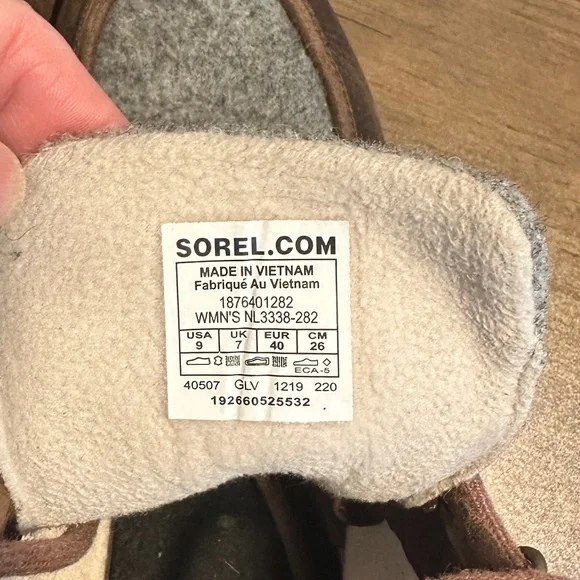 SOREL.COM
MADE IN VIETNAM
Fabriqué Au Vietnam
1876401282
WMN'S NL3338-282
USA UK EUR CM
9 7 40 26
ECA-5
40507 GLV 1219 220
192660525532